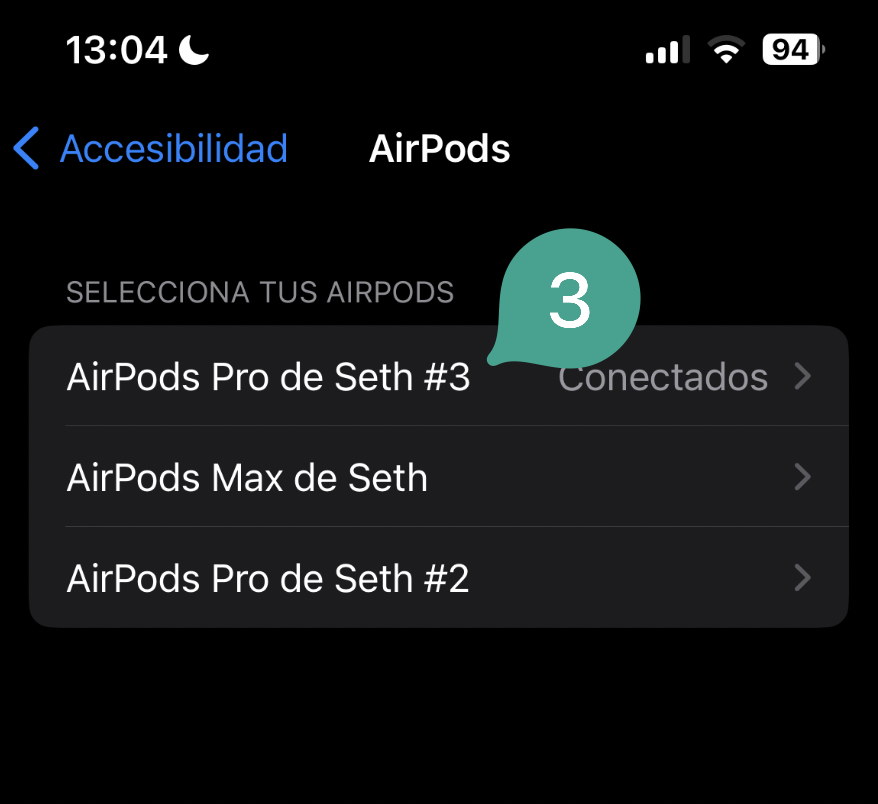 13:04 94
Accesibilidad AirPods
SELECCIONA TUS AIRPODS
3
AirPods Pro de Seth #3 Conectados
AirPods Max de Seth
AirPods Pro de Seth #2